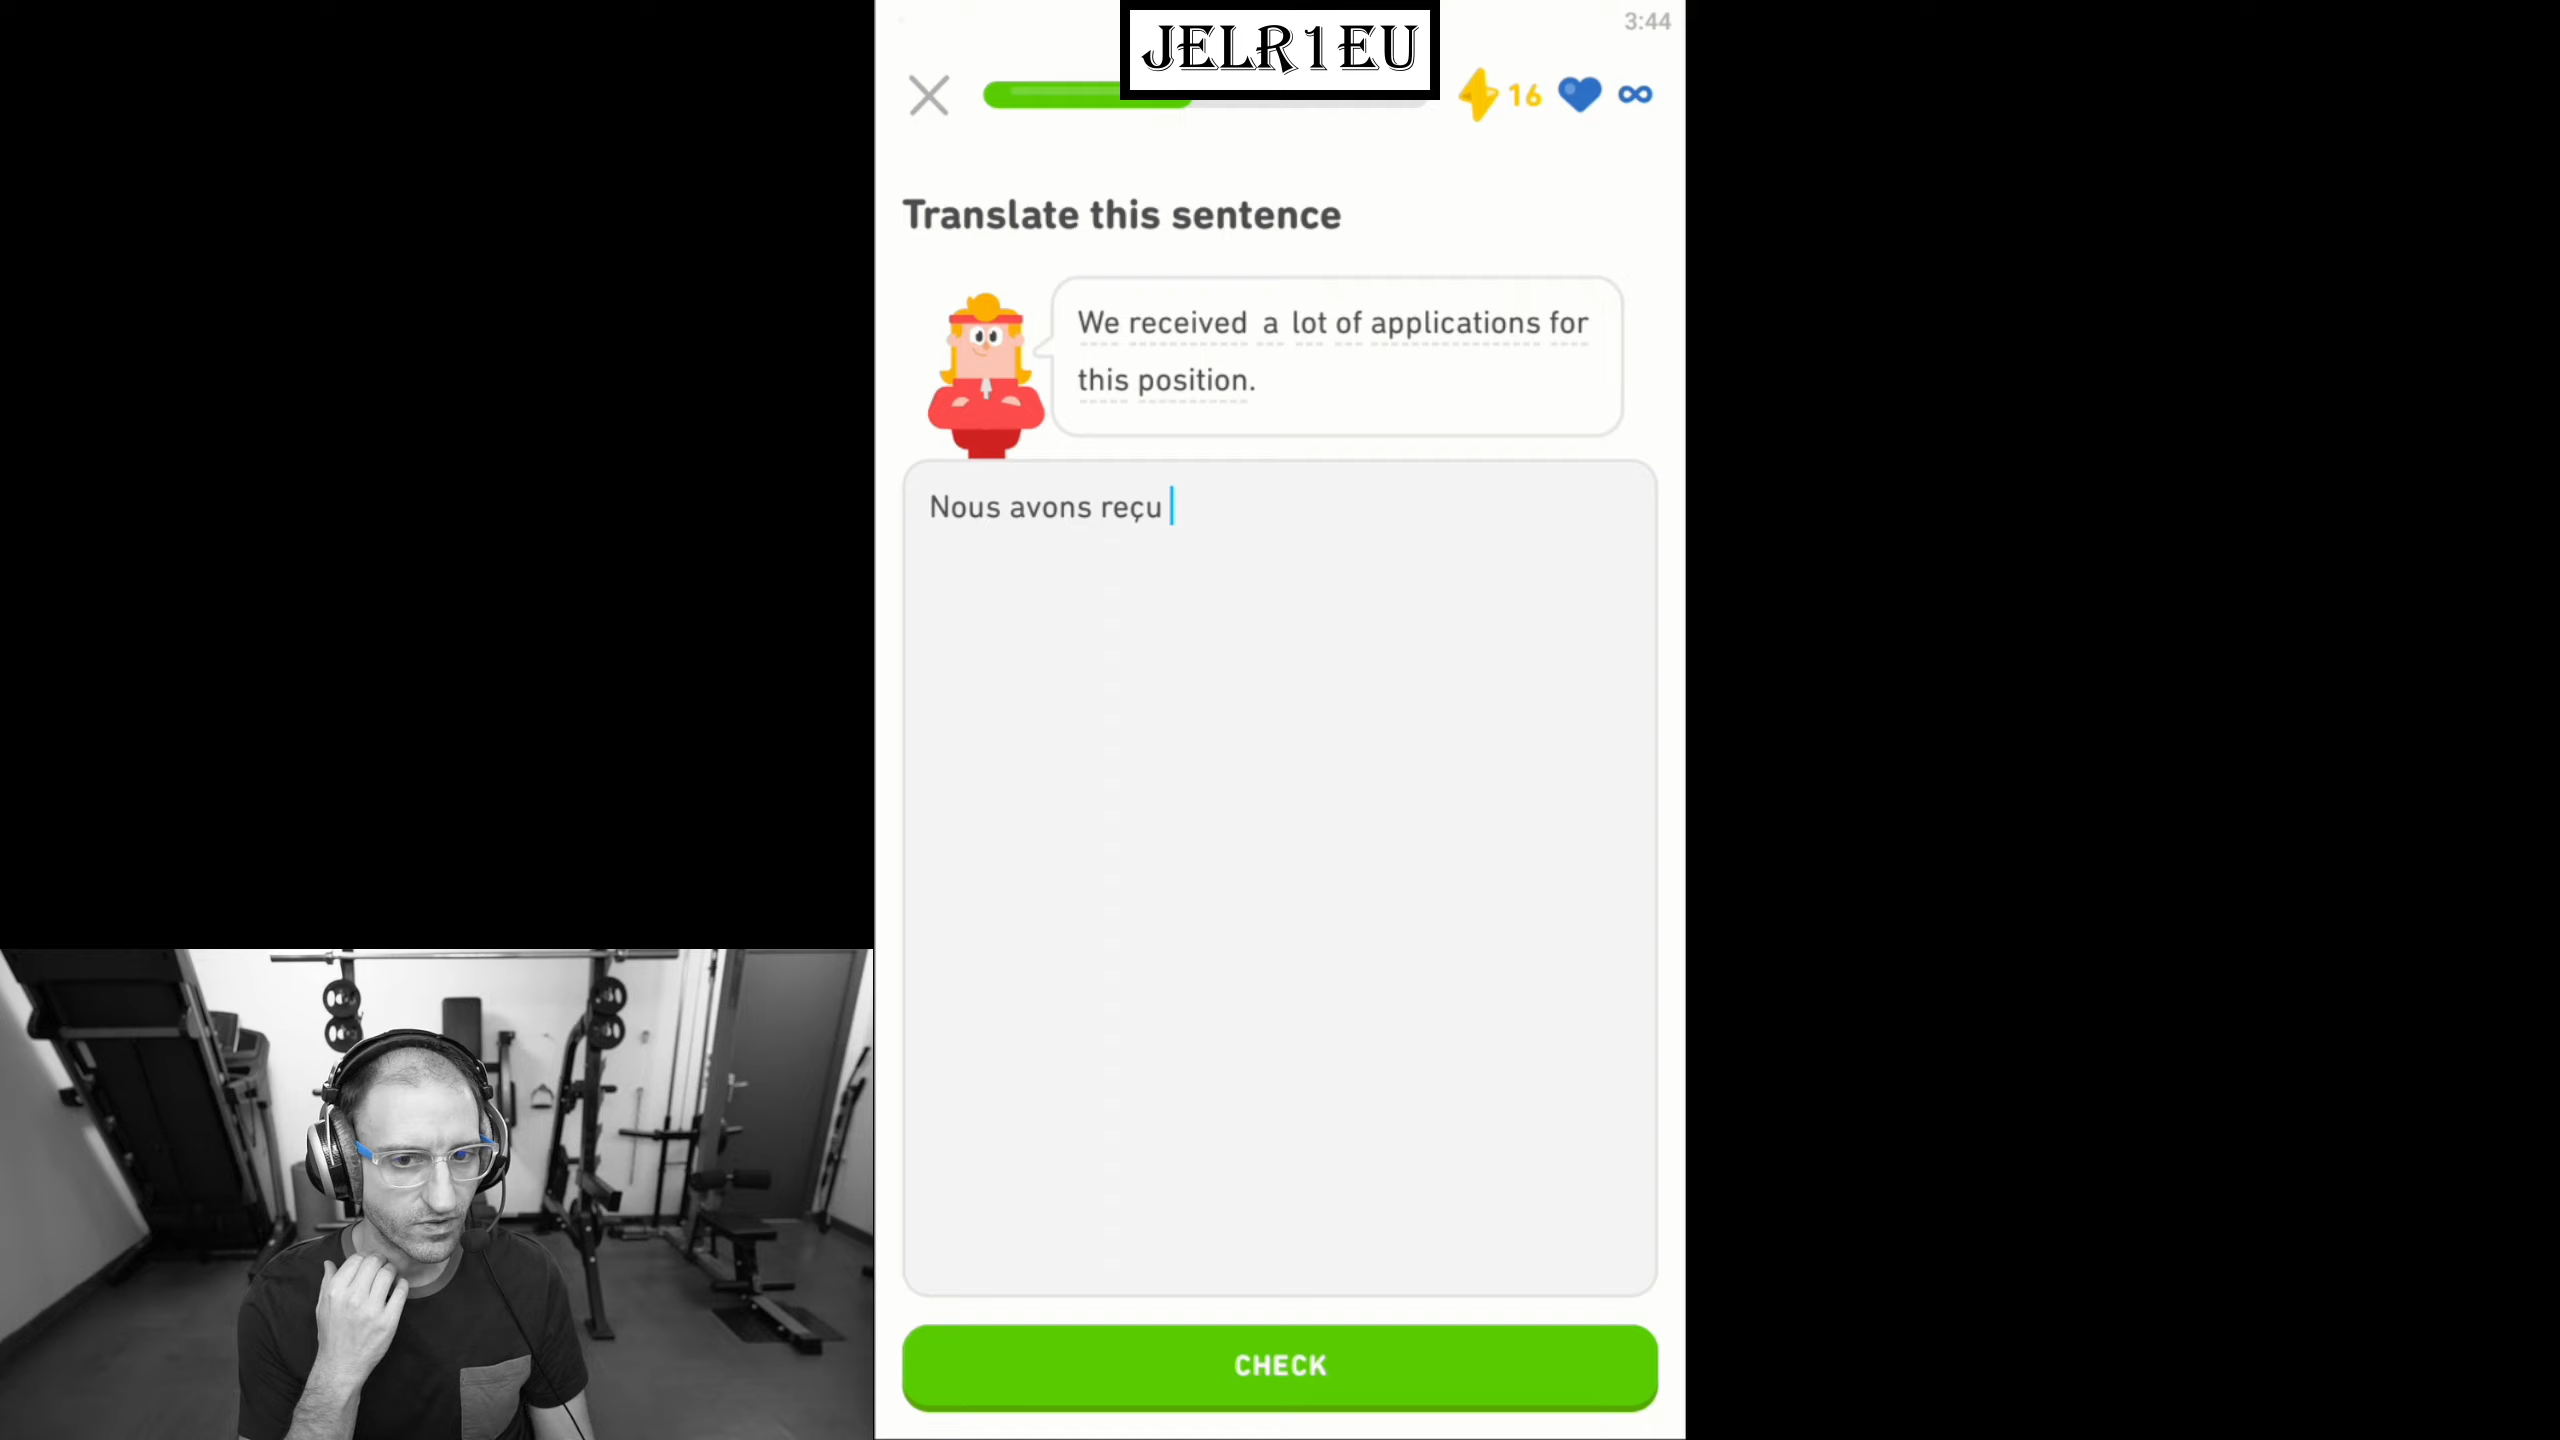 JELR1EU
3:44
16 ∞
Translate this sentence
We received a lot of applications for
this position.
Nous avons reçu
CHECK